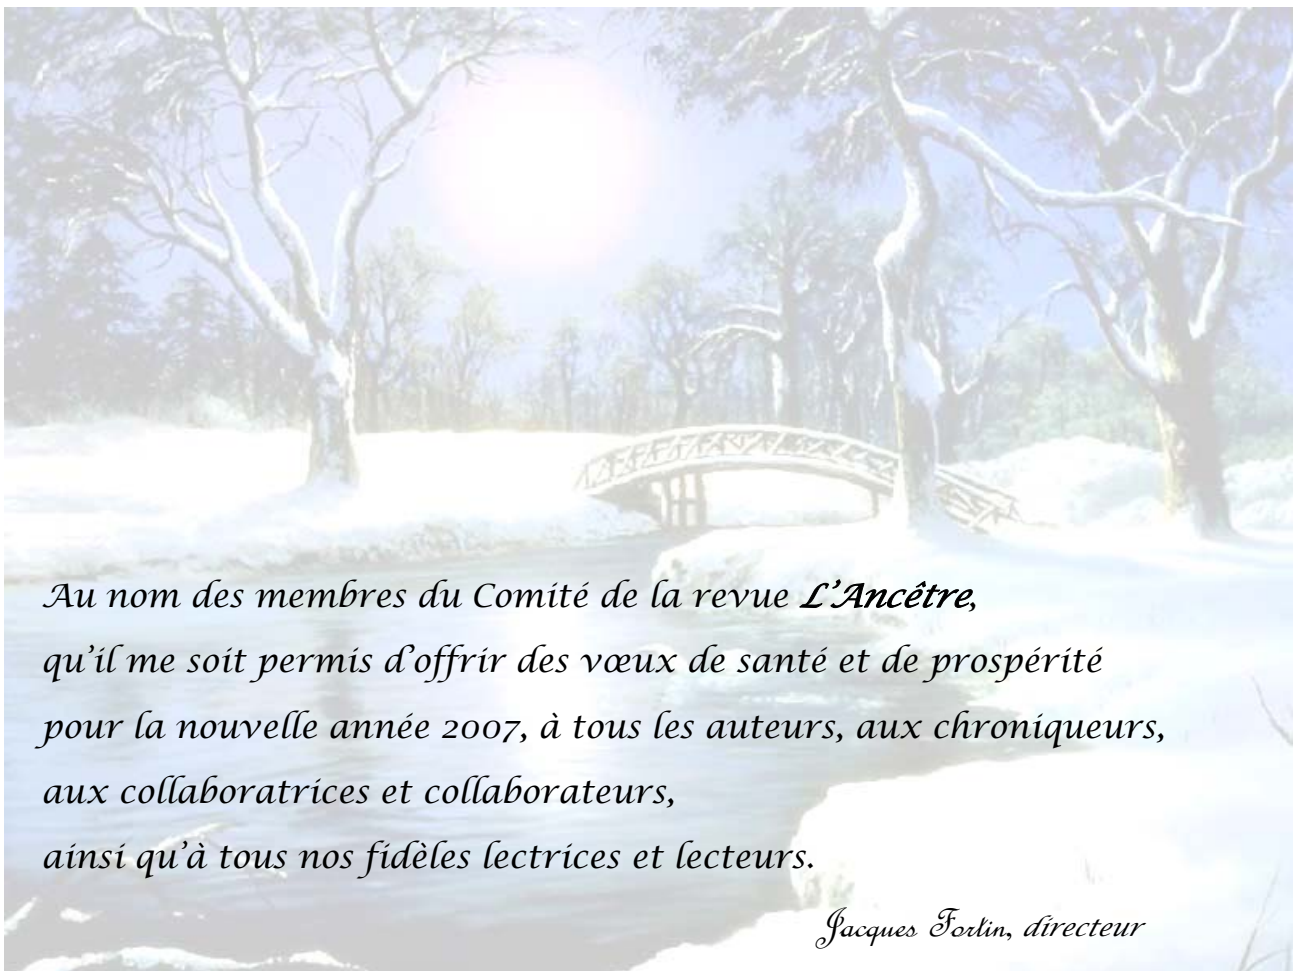 Au nom des membres du Comité de la revue L’Ancêtre,
qu’il me soit permis d’offrir des vœux de santé et de prospérité
pour la nouvelle année 2007, à tous les auteurs, aux chroniqueurs,
aux collaboratrices et collaborateurs,
ainsi qu’à tous nos fidèles lectrices et lecteurs.
Jacques Fortin, directeur